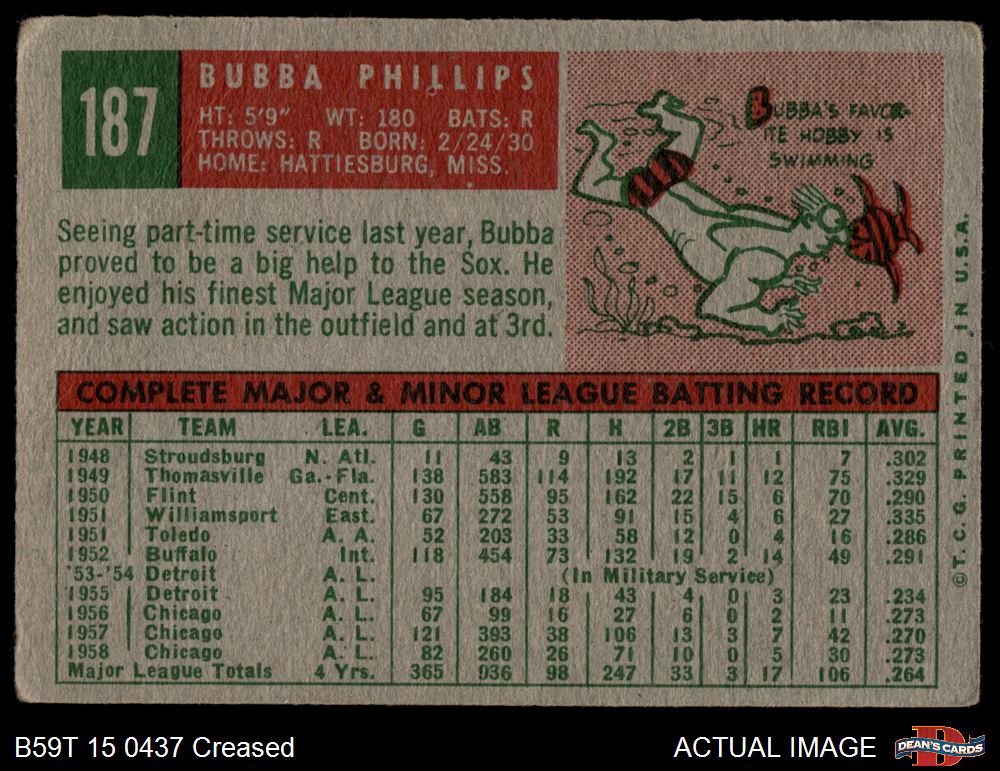 187
BUBBA PHILLIPS
HT: 5'9" WT: 180 BATS: R
THROWS: R BORN: 2/24/30
HOME: HATTIESBURG, MISS.
BUBBA'S FAVOR-
ITE HOBBY IS
SWIMMING
Seeing part-time service last year, Bubba
proved to be a big help to the Sox. He
enjoyed his finest Major League season,
and saw action in the outfield and at 3rd.
COMPLETE MAJOR & MINOR LEAGUE BATTING RECORD
YEAR TEAM LEA. G AB R H 2B 3B HR RBI AVG.
1948 Stroudsburg N. Atl. 11 43 9 13 2 1 1 7 .302
1949 Thomasville Ga.-Fla. 138 583 114 192 17 11 12 75 .329
1950 Flint Cent. 130 558 95 162 22 15 6 70 .290
1951 Williamsport East. 67 272 53 91 15 4 6 27 .335
1951 Toledo A. A. 52 203 33 58 12 0 4 16 .286
1952 Buffalo Int. 118 454 73 132 19 2 14 49 .291
'53-'54 Detroit A. L. (In Military Service)
1955 Detroit A. L. 95 184 18 43 4 0 3 23 .234
1956 Chicago A. L. 67 99 16 27 6 0 2 11 .273
1957 Chicago A. L. 121 393 38 106 13 3 7 42 .270
1958 Chicago A. L. 82 260 26 71 10 0 5 30 .273
Major League Totals 4 Yrs. 365 936 98 247 33 3 17 106 .264
©T.C.G. PRINTED IN U.S.A.
B59T 15 0437 Creased
ACTUAL IMAGE
DEAN'S CARDS